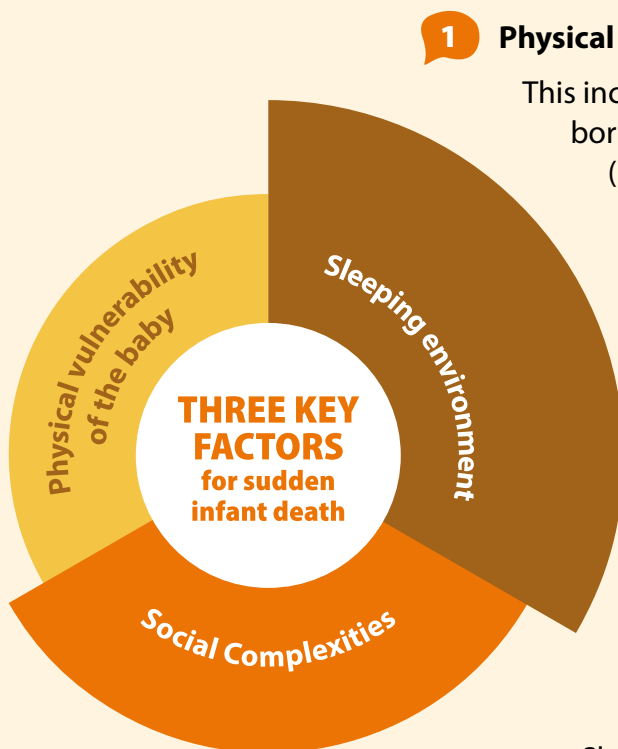 1 Physical
This inc
bor
(
Physical vulnerability
of the baby
Sleeping environment
THREE KEY
FACTORS
for sudden
infant death
Social Complexities